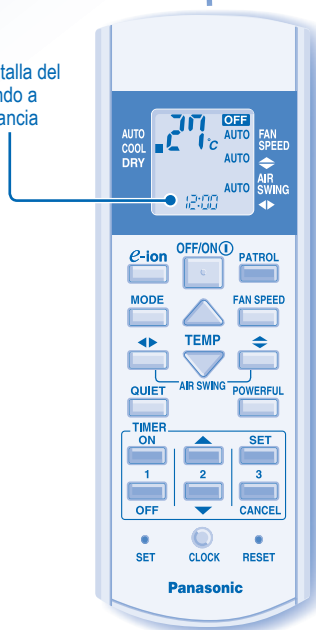 talla del
ndo a
ancia
OFF
27°c
AUTO
COOL
DRY
AUTO
AUTO
AUTO
FAN
SPEED
AIR
SWING
12:00
e-ion
OFF/ON
PATROL
MODE
FAN SPEED
TEMP
AIR SWING
QUIET
POWERFUL
TIMER
ON
SET
1
2
3
OFF
CANCEL
SET
CLOCK
RESET
Panasonic